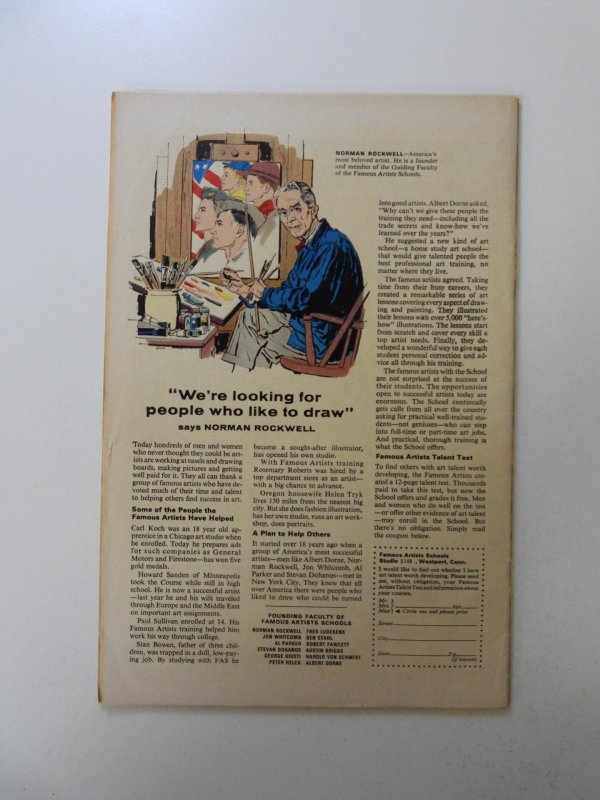 NORMAN ROCKWELL—America's
most beloved artist. He is a founder
and member of the Guiding Faculty
of the Famous Artists Schools.
"We're looking for
people who like to draw"
says NORMAN ROCKWELL
Today hundreds of men and women
who never thought they could be art-
ists are working at easels and drawing
boards, making pictures and getting
well paid for it. They all can thank a
group of famous artists who have de-
voted much of their time and talent
to helping others find success in art.
Some of the People the
Famous Artists Have Helped
Carl Koch was an 18 year old ap-
prentice in a Chicago art studio when
he enrolled. Today he prepares ads
for such companies as General
Motors and Firestone—has won five
gold medals.
Howard Sanden of Minneapolis
took the Course while still in high
school. He is now a successful artist
—last year he and his wife traveled
through Europe and the Middle East
on important art assignments.
Paul Sullivan enrolled at 14. His
Famous Artists training helped him
work his way through college.
Stan Bowen, father of three chil-
dren, was trapped in a dull, low-pay-
ing job. By studying with FAS he
became a sought-after illustrator,
has opened his own studio.
With Famous Artists training
Rosemary Roberts was hired by a
top department store as an artist—
with a big chance to advance.
Oregon housewife Helen Tryk
lives 150 miles from the nearest big
city. But she does fashion illustration,
has her own studio, runs an art work-
shop, does portraits.
A Plan to Help Others
It started over 18 years ago when a
group of America's most successful
artists—men like Albert Dorne, Nor-
man Rockwell, Jon Whitcomb, Al
Parker and Stevan Dohanos—met in
New York City. They knew that all
over America there were people who
liked to draw who could be turned
into good artists. Albert Dorne asked,
"Why can't we give these people the
training they need—including all the
trade secrets and know-how we've
learned over the years?"
He suggested a new kind of art
school—a home study art school—
that would give talented people the
best professional art training, no
matter where they live.
The famous artists agreed. Taking
time from their busy careers, they
created a remarkable series of art
lessons covering every aspect of draw-
ing and painting. They illustrated
their lessons with over 5,000 "here's-
how" illustrations. The lessons start
from scratch and cover every skill a
top artist needs. Finally, they de-
veloped a wonderful way to give each
student personal correction and ad-
vice all through his training.
The famous artists with the School
are not surprised at the success of
their students. The opportunities
open to successful artists today are
enormous. The School continually
gets calls from all over the country
asking for practical well-trained stu-
dents—not geniuses—who can step
into full-time or part-time art jobs.
And practical, thorough training is
what the School offers.
Famous Artists Talent Test
To find others with art talent worth
developing, the Famous Artists cre-
ated a 12-page talent test. Thousands
paid to take this test, but now the
School offers and grades it free. Men
and women who do well on the test
—or offer other evidence of art talent
—may enroll in the School. But
there's no obligation. Simply mail
the coupon below.
FOUNDING FACULTY OF
FAMOUS ARTISTS SCHOOLS
NORMAN ROCKWELL FRED LUDEKENS
JON WHITCOMB BEN STAHL
AL PARKER ROBERT FAWCETT
STEVAN DOHANOS AUSTIN BRIGGS
GEORGE GIUSTI HAROLD VON SCHMIDT
PETER HELCK ALBERT DORNE
Famous Artists Schools
Studio 5148, Westport, Conn.
I would like to find out whether I have
art talent worth developing. Please send
me, without obligation, your Famous
Artists Talent Test and information about
your courses.
Mr.
Mrs. Age
Miss Circle one and please print
Street
City
State Zip
(if known)